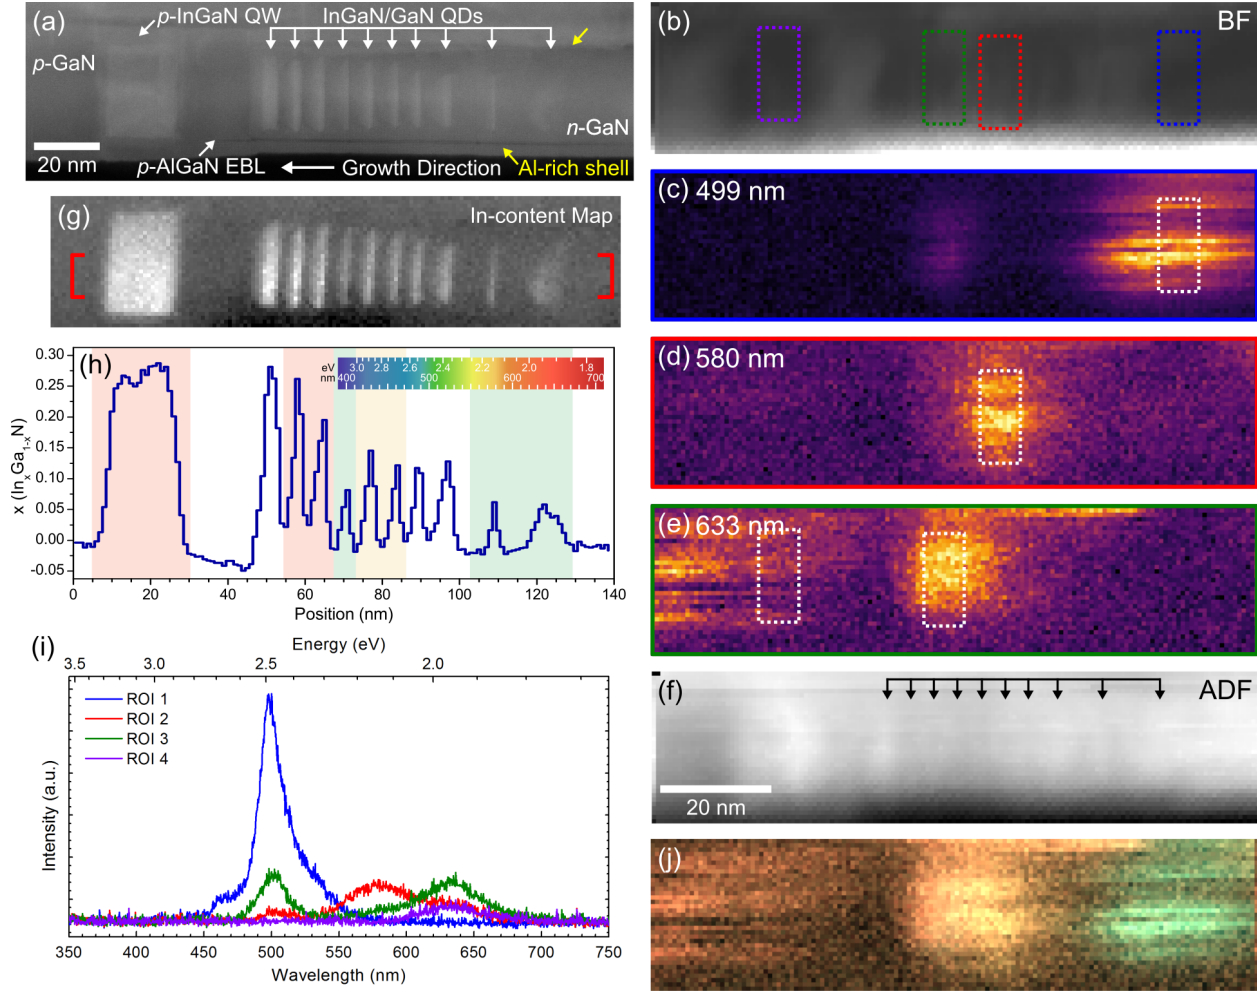 (a)
p-InGaN QW
InGaN/GaN QDs
p-GaN
n-GaN
20 nm
p-AlGaN EBL
Growth Direction
Al-rich shell
(b)
BF
(c) 499 nm
(d) 580 nm
(e) 633 nm
(f)
ADF
20 nm
(g)
In-content Map
(h)
eV 3.0 2.8 2.6 2.4 2.2 2.0 1.8
nm 400 500 600 700
0.30
0.25
0.20
0.15
0.10
0.05
0.00
-0.05
x (InₓGa₁₋ₓN)
0 20 40 60 80 100 120 140
Position (nm)
(i)
Energy (eV)
3.5 3.0 2.5 2.0
ROI 1
ROI 2
ROI 3
ROI 4
Intensity (a.u.)
350 400 450 500 550 600 650 700 750
Wavelength (nm)
(j)